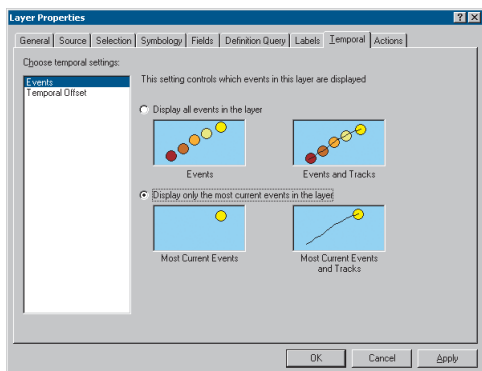 Layer Properties
General Source Selection Symbology Fields Definition Query Labels Temporal Actions
Choose temporal settings:
Events
Temporal Offset
This setting controls which events in this layer are displayed
Display all events in the layer
Events
Events and Tracks
Display only the most current events in the layer
Most Current Events
Most Current Events
and Tracks
OK Cancel Apply